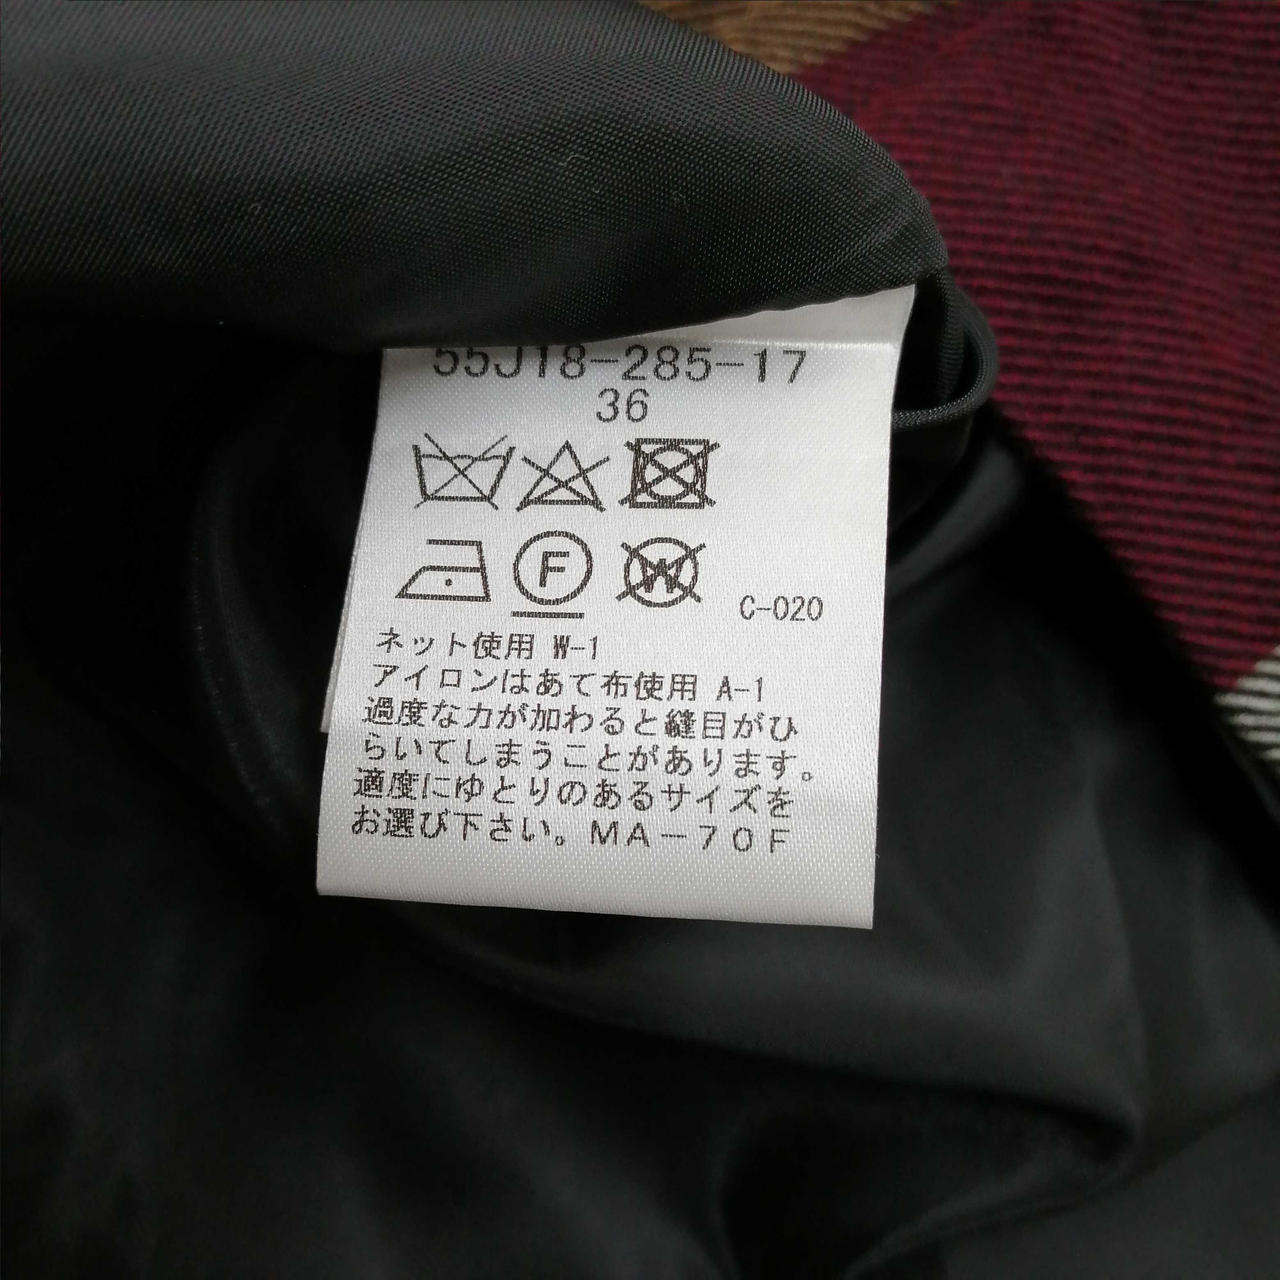 55J18-285-17
36
F
W
C-020
ネット使用 W-1
アイロンはあて布使用 A-1
過度な力が加わると縫目がひ
らいてしまうことがあります。
適度にゆとりのあるサイズを
お選び下さい。MA-70F